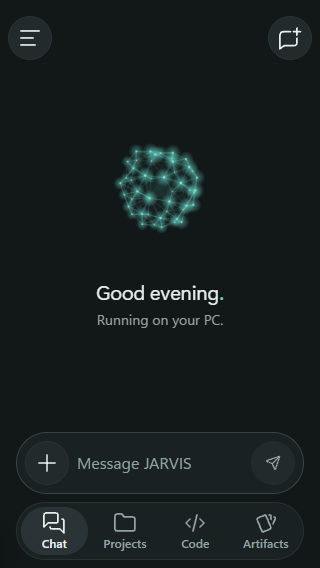 Good evening.
Running on your PC.
Message JARVIS
Chat
Projects
Code
Artifacts